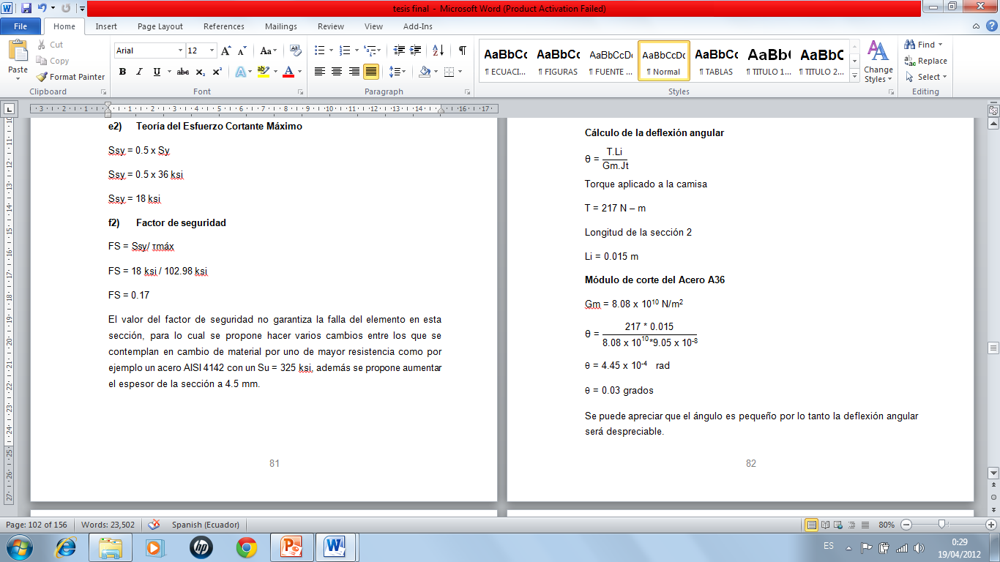 tesis final - Microsoft Word (Product Activation Failed)
File Home Insert Page Layout References Mailings Review View Add-Ins
Paste
Cut
Copy
Format Painter
Clipboard
Arial 12
Font
Paragraph
AaBbCc AaBbCc AaBbCcDc AaBbCcDc AaBbCc AaBbC AaBbC
¶ ECUACI... ¶ FIGURAS ¶ FUENTE ... ¶ Normal ¶ TABLAS ¶ TITULO 1... ¶ TITULO 2...
Change
Styles
Styles
Find
Replace
Select
Editing
e2) Teoría del Esfuerzo Cortante Máximo
Ssy = 0.5 x Sy
Ssy = 0.5 x 36 ksi
Ssy = 18 ksi
f2) Factor de seguridad
FS = Ssy/ τmáx
FS = 18 ksi / 102.98 ksi
FS = 0.17
El valor del factor de seguridad no garantiza la falla del elemento en esta
sección, para lo cual se propone hacer varios cambios entre los que se
contemplan en cambio de material por uno de mayor resistencia como por
ejemplo un acero AISI 4142 con un Su = 325 ksi, además se propone aumentar
el espesor de la sección a 4.5 mm.
81
Cálculo de la deflexión angular
θ = T.Li / Gm.Jt
Torque aplicado a la camisa
T = 217 N – m
Longitud de la sección 2
Li = 0.015 m
Módulo de corte del Acero A36
Gm = 8.08 x 10¹⁰ N/m²
θ = 217 * 0.015 / 8.08 x 10¹⁰*9.05 x 10⁻⁸
θ = 4.45 x 10⁻⁴ rad
θ = 0.03 grados
Se puede apreciar que el ángulo es pequeño por lo tanto la deflexión angular
será despreciable.
82
Page: 102 of 156 Words: 23,502 Spanish (Ecuador) 80%
ES 0:29
19/04/2012